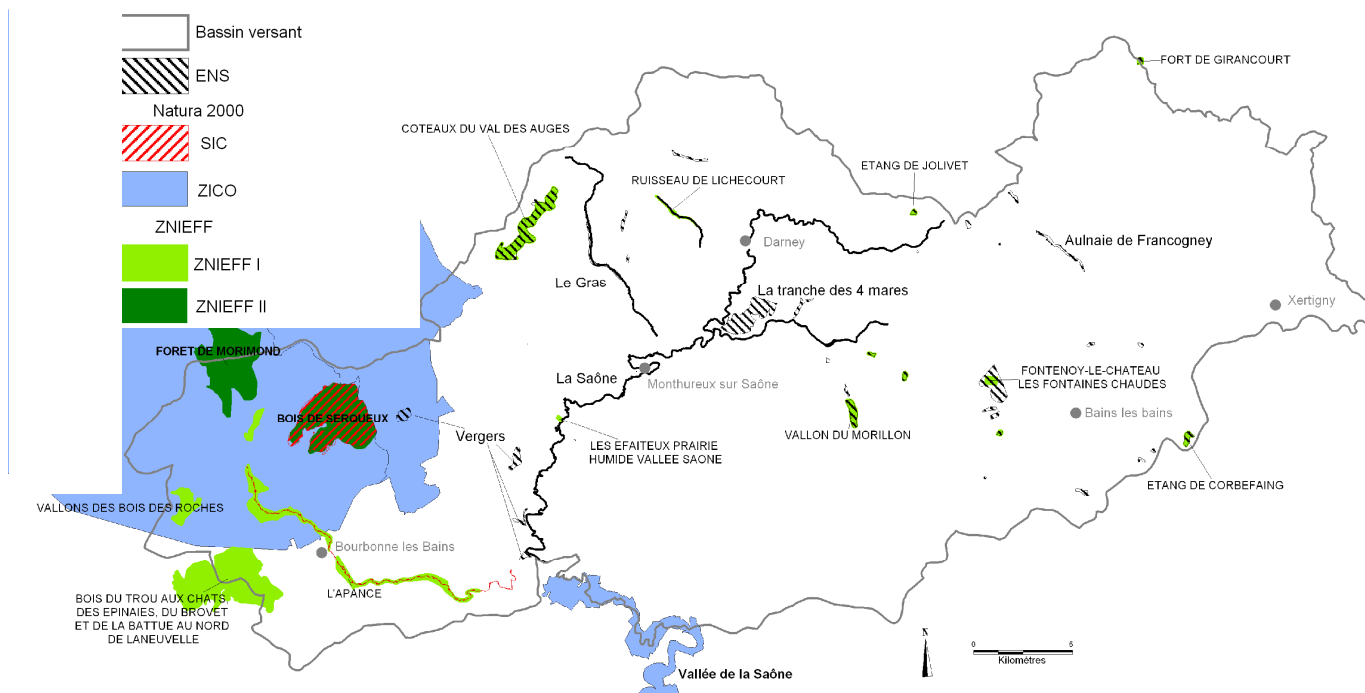 Bassin versant
ENS
Natura 2000
SIC
ZICO
ZNIEFF
ZNIEFF I
ZNIEFF II
FORT DE GIRANCOURT
COTEAUX DU VAL DES AUGES
RUISSEAU DE LICHECOURT
ETANG DE JOLIVET
Darney
Aulnaie de Francogney
Le Gras
La tranche des 4 mares
Xertigny
FORET DE MORIMOND
La Saône
Monthureux sur Saône
FONTENOY-LE-CHATEAU
LES FONTAINES CHAUDES
Bains les bains
BOIS DE SERQUEUX
Vergers
LES EFAITEUX PRAIRIE
HUMIDE VALLEE SAONE
VALLON DU MORILLON
ETANG DE CORBEFAING
VALLONS DES BOIS DES ROCHES
Bourbonne les Bains
L'APANCE
BOIS DU TROU AUX CHATS
DES EPINAIES, DU BROVET
ET DE LA BATTUE AU NORD
DE LANEUVELLE
Vallée de la Saône
N
0 5
Kilomètres